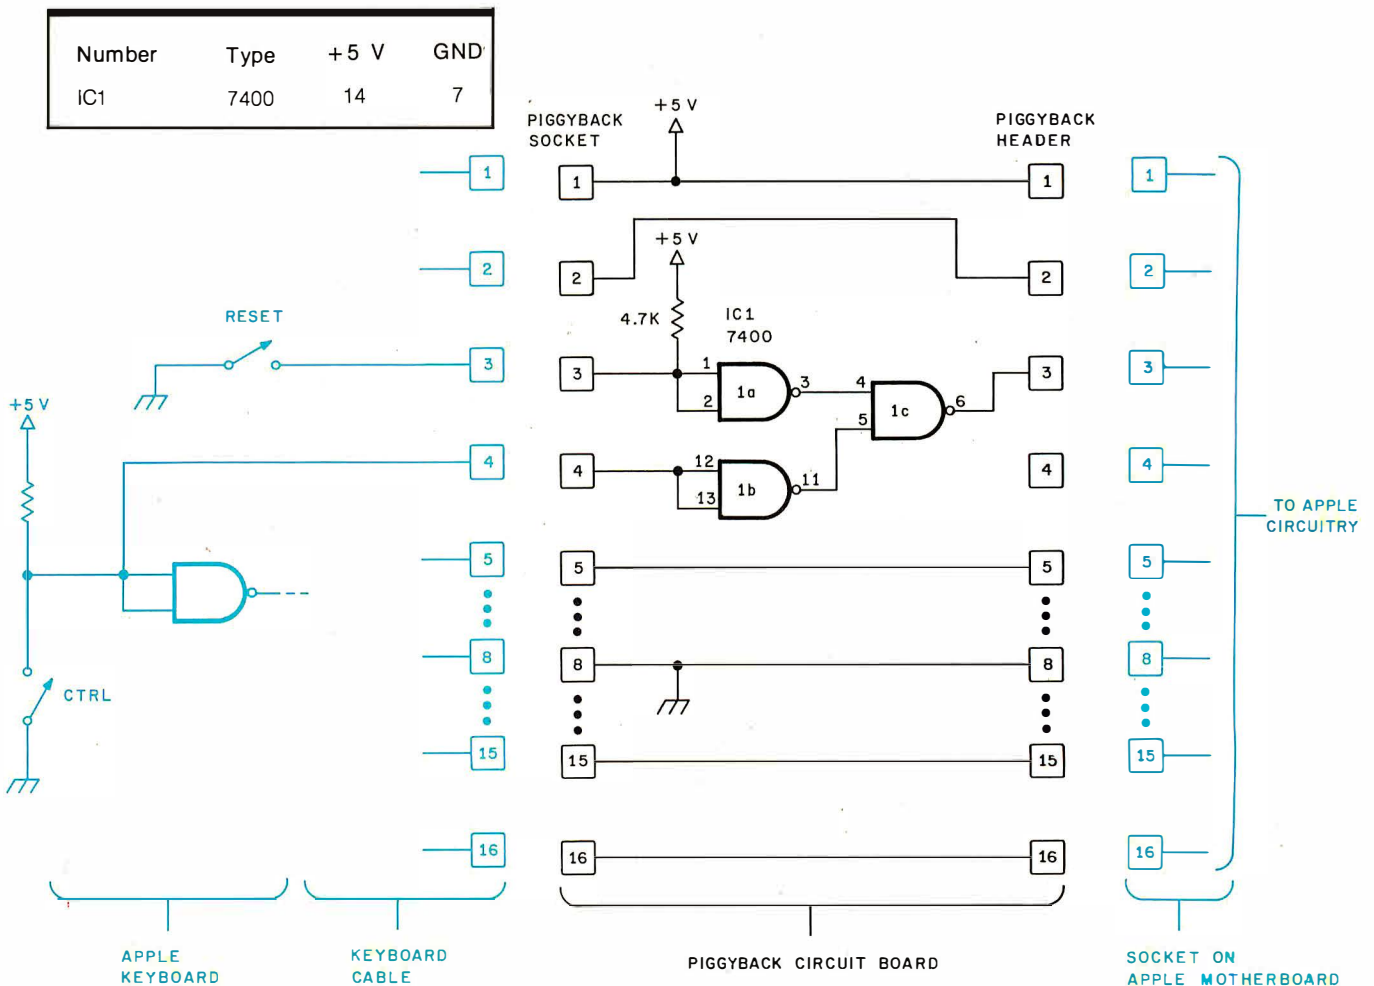 Number Type +5 V GND
IC1 7400 14 7
PIGGYBACK
SOCKET
+5 V
PIGGYBACK
HEADER
1 1 1 1
+5 V
2 2 2 2
RESET
4.7K
IC1
7400
3 3 1 2 1a 3 4 5 1c 6 3 3
+5 V
4 4 12 13 1b 11 4 4
TO APPLE
CIRCUITRY
5 5 5 5
8 8 8 8
CTRL
15 15 15 15
16 16 16 16
APPLE
KEYBOARD
KEYBOARD
CABLE
PIGGYBACK CIRCUIT BOARD
SOCKET ON
APPLE MOTHERBOARD